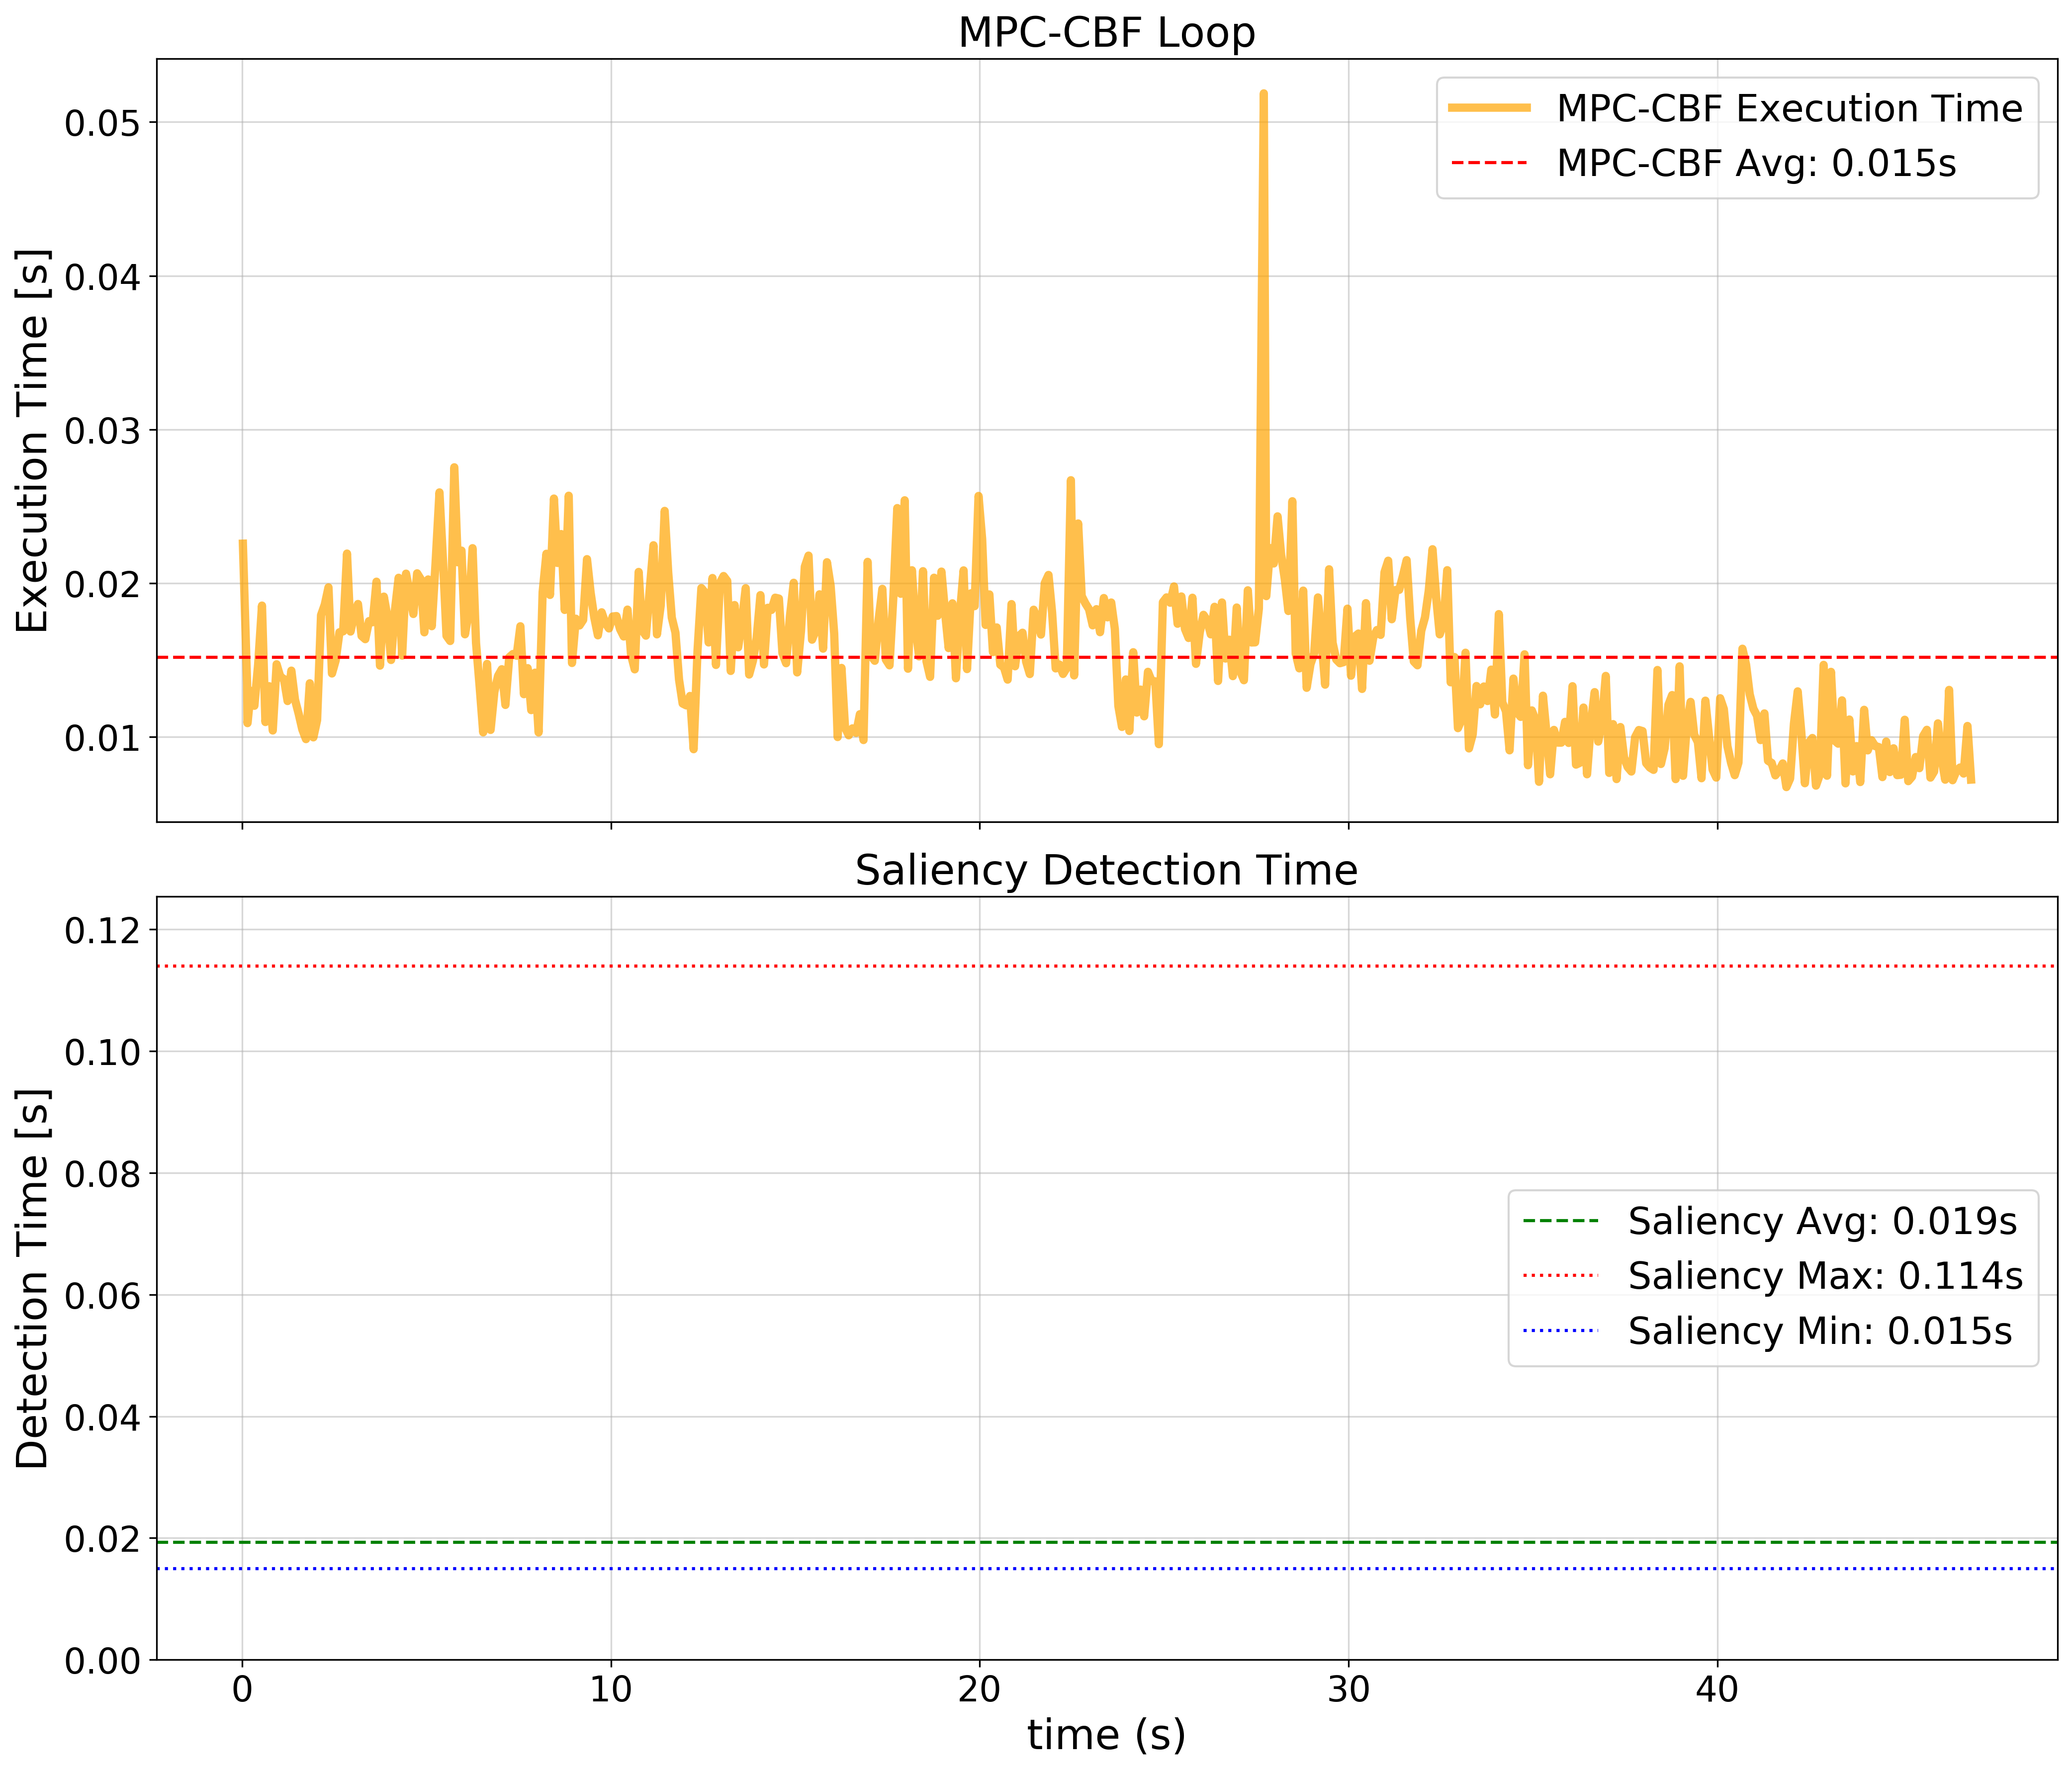 MPC-CBF Loop
Execution Time [s]
0.05
0.04
0.03
0.02
0.01
MPC-CBF Execution Time
MPC-CBF Avg: 0.015s
Saliency Detection Time
Detection Time [s]
0.12
0.10
0.08
0.06
0.04
0.02
0.00
Saliency Avg: 0.019s
Saliency Max: 0.114s
Saliency Min: 0.015s
0 10 20 30 40
time (s)